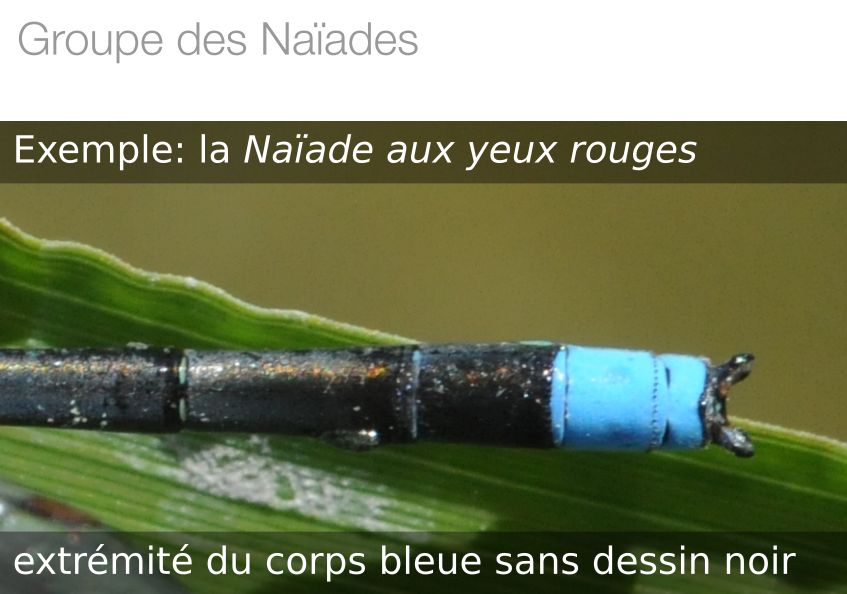 Groupe des Naïades
Exemple: la Naïade aux yeux rouges
extrémité du corps bleue sans dessin noir